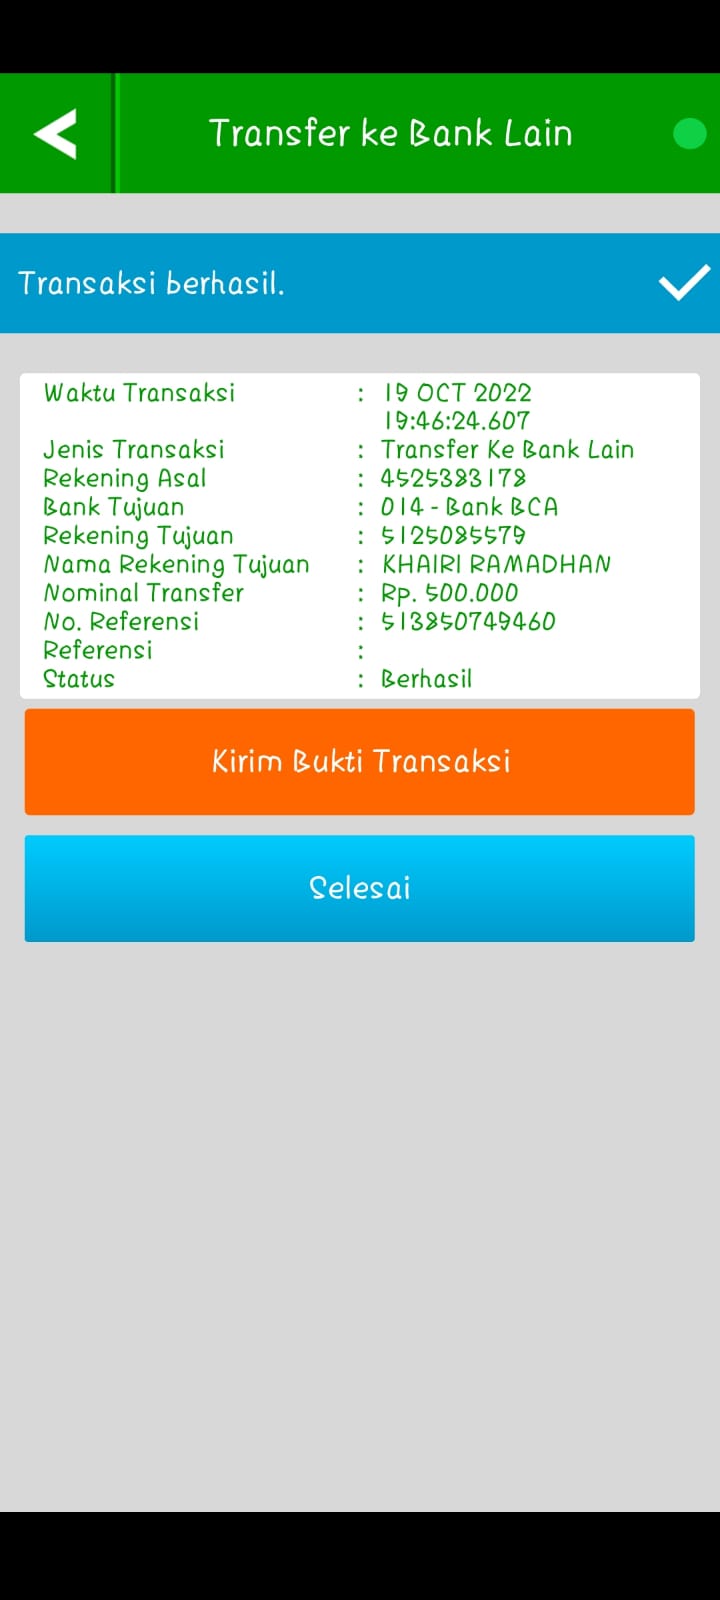 Transfer ke Bank Lain
Transaksi berhasil.
Waktu Transaksi : 19 OCT 2022
19:46:24.607
Jenis Transaksi : Transfer Ke Bank Lain
Rekening Asal : 4525383178
Bank Tujuan : 014 - Bank BCA
Rekening Tujuan : 5125085579
Nama Rekening Tujuan : KHAIRI RAMADHAN
Nominal Transfer : Rp. 500.000
No. Referensi : 513850749460
Referensi :
Status : Berhasil
Kirim Bukti Transaksi
Selesai